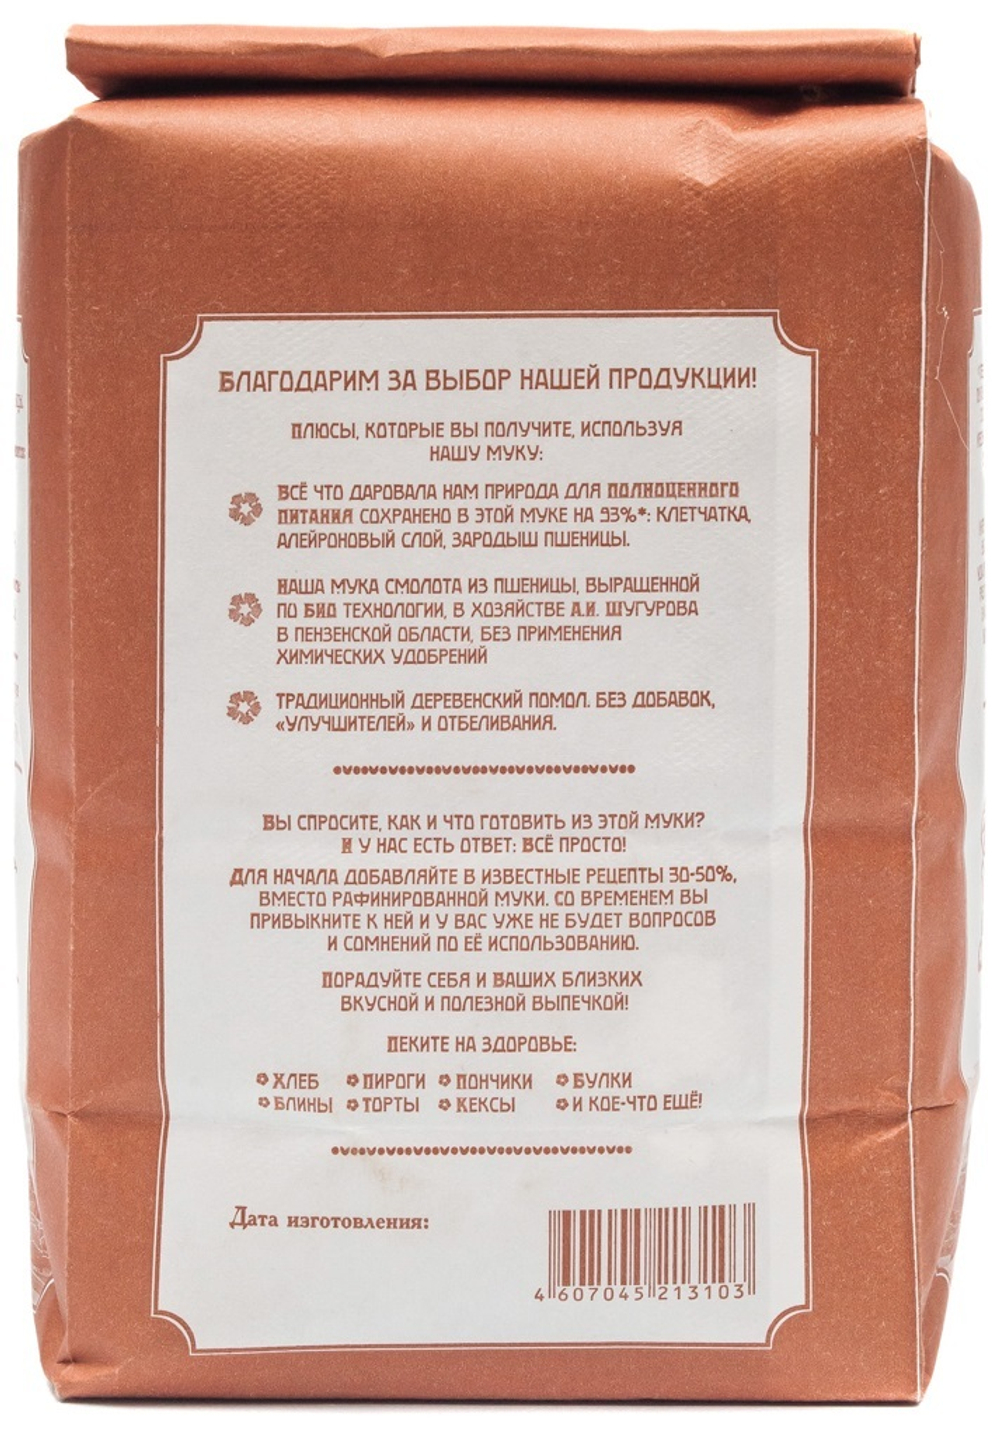 Благодарим за выбор нашей продукции!
Плюсы, которые вы получите, используя
нашу муку:
Всё что даровала нам природа для полноценного
питания сохранено в этой муке на 93%*: клетчатка,
алейроновый слой, зародыш пшеницы.
Наша мука смолота из пшеницы, выращенной
по БИО технологии, в хозяйстве А.И. Шугурова
в Пензенской области, без применения
химических удобрений
Традиционный деревенский помол. Без добавок,
«улучшителей» и отбеливания.
Вы спросите, как и что готовить из этой муки?
И у нас есть ответ: Всё просто!
Для начала добавляйте в известные рецепты 30-50%,
вместо рафинированной муки. Со временем вы
привыкните к ней и у вас уже не будет вопросов
и сомнений по её использованию.
Порадуйте себя и Ваших близких
вкусной и полезной выпечкой!
Пеките на здоровье:
Хлеб Пироги Пончики Булки
Блины Торты Кексы И кое-что ещё!
Дата изготовления:
4 607045 213103